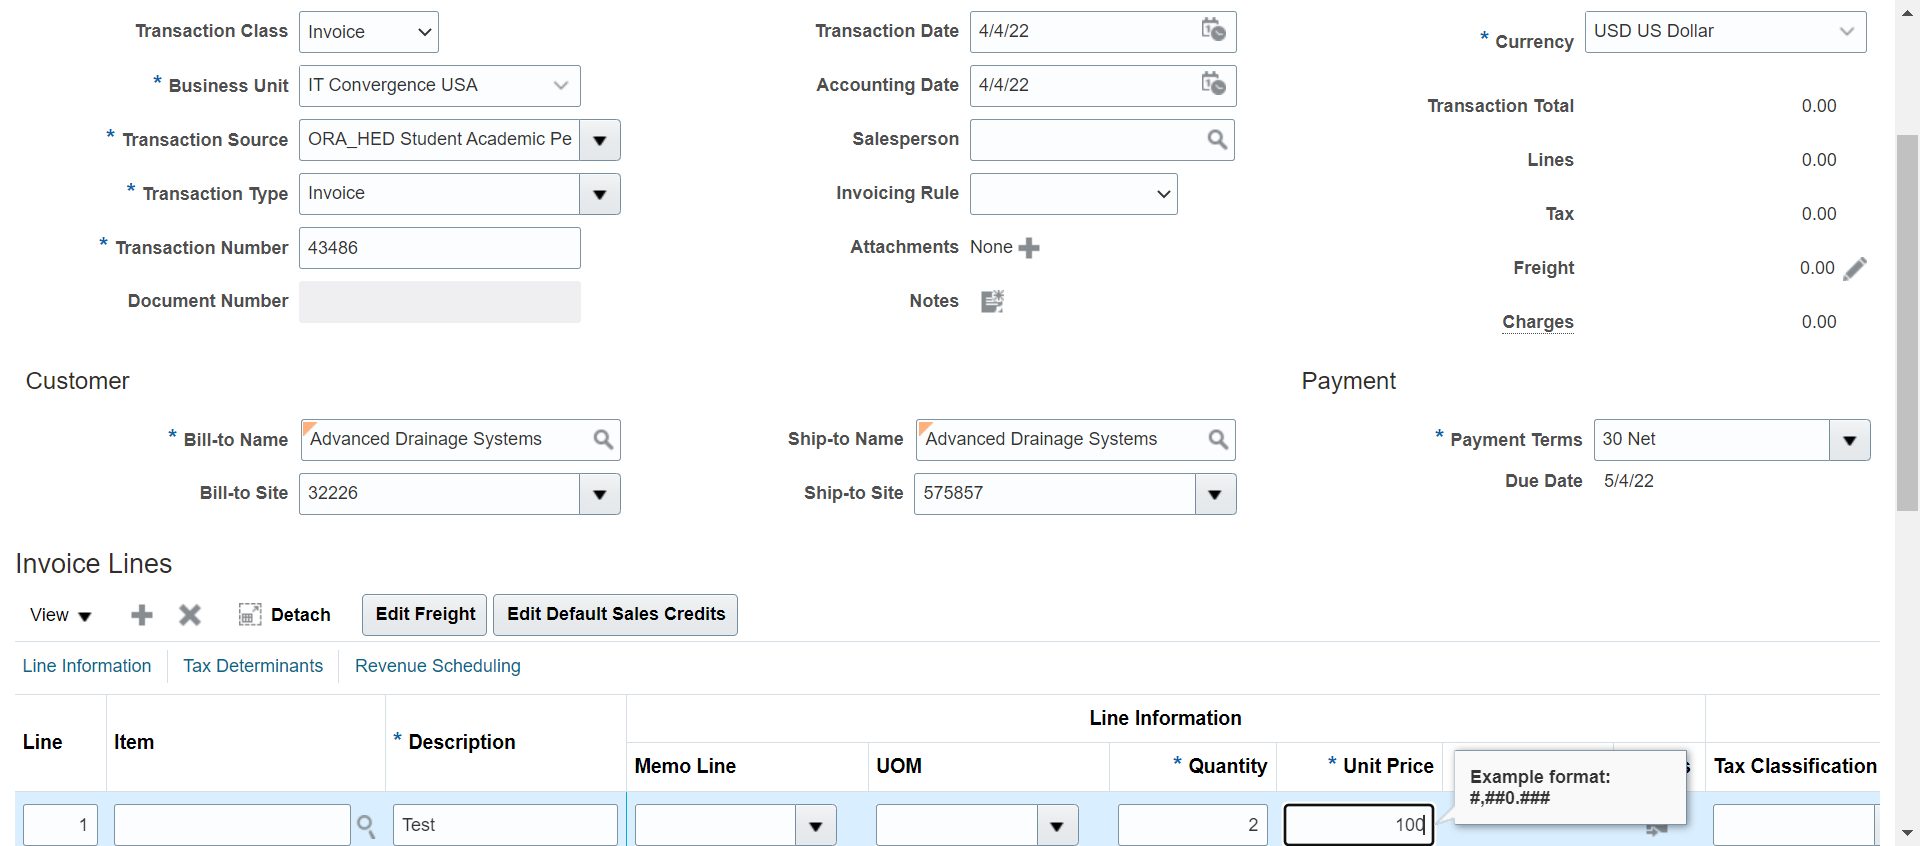 Transaction Class Invoice
* Business Unit IT Convergence USA
* Transaction Source ORA_HED Student Academic Pe
* Transaction Type Invoice
* Transaction Number 43486
Document Number
Transaction Date 4/4/22
Accounting Date 4/4/22
Salesperson
Invoicing Rule
Attachments None
Notes
* Currency USD US Dollar
Transaction Total 0.00
Lines 0.00
Tax 0.00
Freight 0.00
Charges 0.00
Customer
* Bill-to Name Advanced Drainage Systems
Bill-to Site 32226
Ship-to Name Advanced Drainage Systems
Ship-to Site 575857
Payment
* Payment Terms 30 Net
Due Date 5/4/22
Invoice Lines
View Detach Edit Freight Edit Default Sales Credits
Line Information Tax Determinants Revenue Scheduling
Line Information
Line Item * Description Memo Line UOM * Quantity * Unit Price Tax Classification
1 Test 2 100
Example format:
#,##0.###